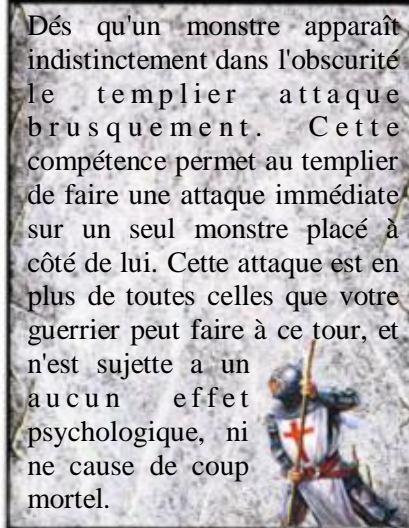 Dés qu'un monstre apparaît
indistinctement dans l'obscurité
le templier attaque
brusquement. Cette
compétence permet au templier
de faire une attaque immédiate
sur un seul monstre placé à
côté de lui. Cette attaque est en
plus de toutes celles que votre
guerrier peut faire à ce tour, et
n'est sujette a un
aucun effet
psychologique, ni
ne cause de coup
mortel.